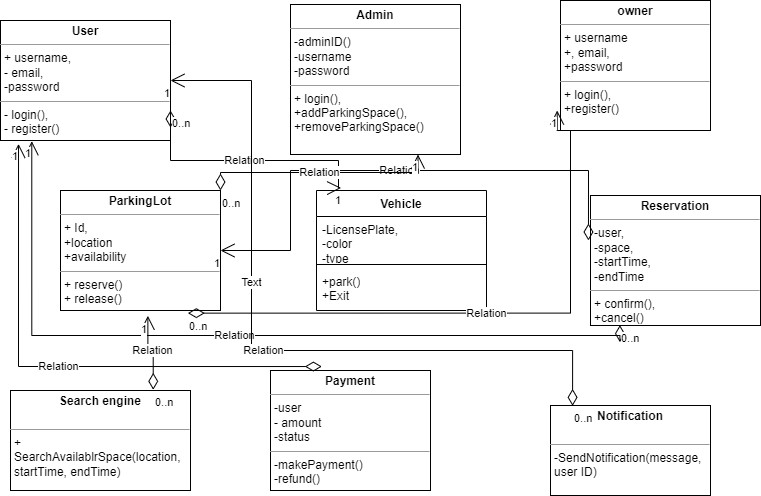 User
+ username,
- email,
-password
- login(),
- register()
Admin
-adminID()
-username
-password
+ login(),
+addParkingSpace(),
+removeParkingSpace()
owner
+ username
+, email,
+password
+ login(),
+register()
1
0..n
1
1
1
Relation
Relation
Relatic
1
1
0..n
ParkingLot
+ Id,
+location
+availability
+ reserve()
+ release()
1
Vehicle
-LicensePlate,
-color
-type
+park()
+Exit
Reservation
-user,
-space,
-startTime,
-endTime
+ confirm(),
+cancel()
Text
0..n
Relation
1
Relation
0..n
Relation
Relation
Relation
Search engine
0..n
+
SearchAvailablrSpace(location,
startTime, endTime)
Payment
-user
- amount
-status
-makePayment()
-refund()
0..n
Notification
-SendNotification(message,
user ID)